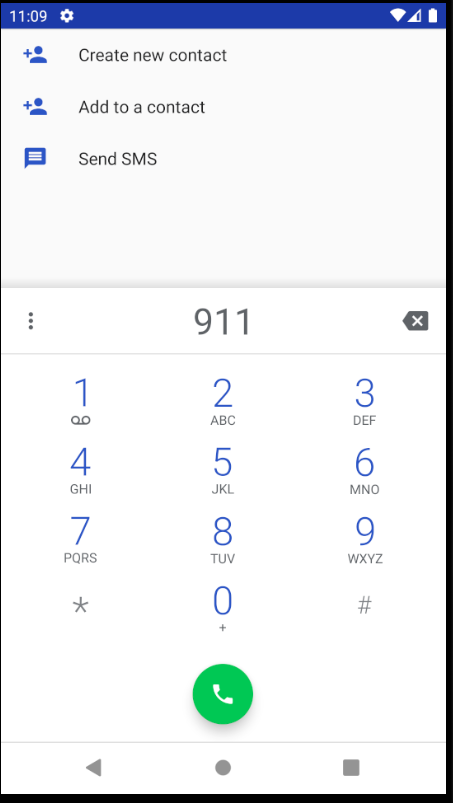 11:09
Create new contact
Add to a contact
Send SMS
911
1 2 3
ABC DEF
4 5 6
GHI JKL MNO
7 8 9
PQRS TUV WXYZ
* 0 #
+